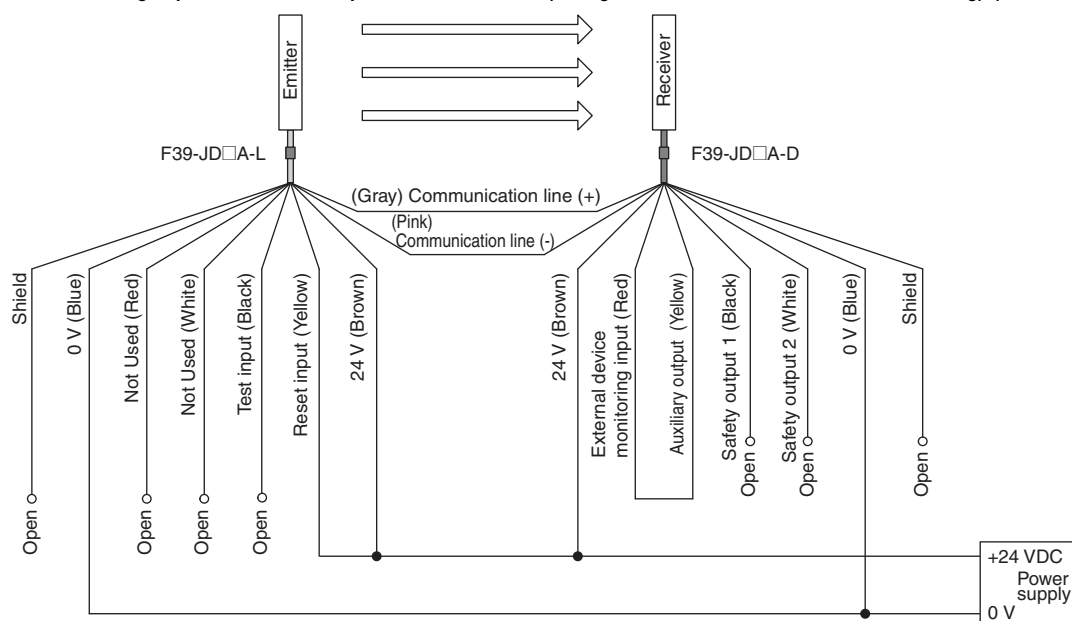 Emitter
Receiver
F39-JD□A-L
F39-JD□A-D
(Gray) Communication line (+)
(Pink)
Communication line (-)
Shield
0 V (Blue)
Not Used (Red)
Not Used (White)
Test input (Black)
Reset input (Yellow)
24 V (Brown)
24 V (Brown)
External device
monitoring input (Red)
Auxiliary output (Yellow)
Safety output 1 (Black)
Safety output 2 (White)
0 V (Blue)
Shield
Open
Open
Open
Open
Open
Open
Open
+24 VDC
Power
supply
0 V